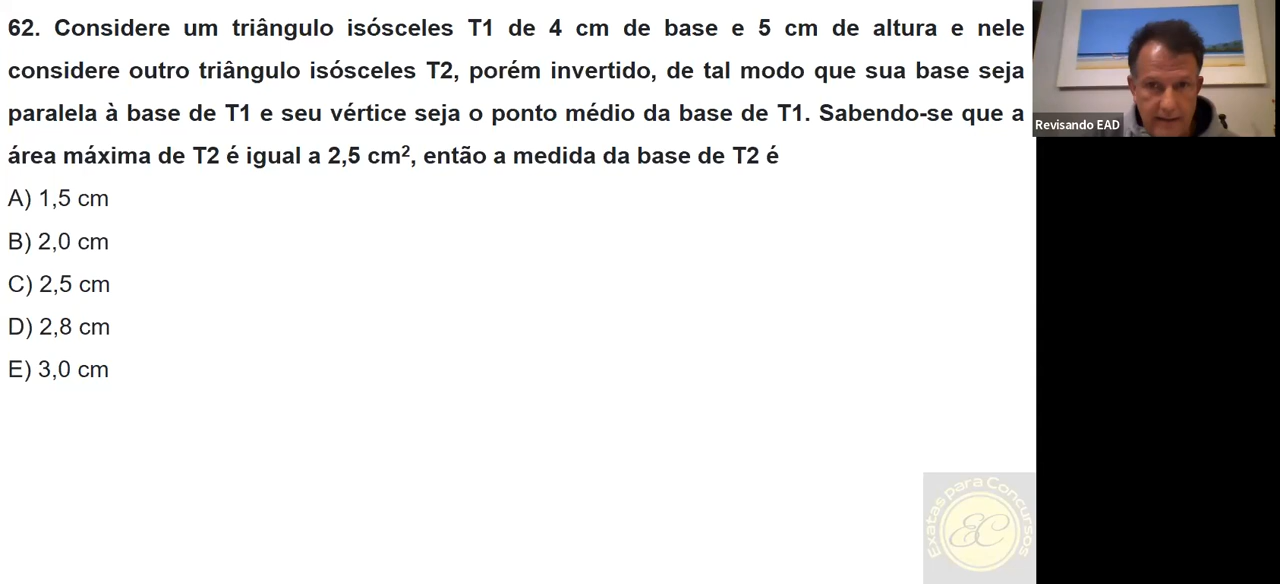 62. Considere um triângulo isósceles T1 de 4 cm de base e 5 cm de altura e nele
considere outro triângulo isósceles T2, porém invertido, de tal modo que sua base seja
paralela à base de T1 e seu vértice seja o ponto médio da base de T1. Sabendo-se que a
área máxima de T2 é igual a 2,5 cm², então a medida da base de T2 é
A) 1,5 cm
B) 2,0 cm
C) 2,5 cm
D) 2,8 cm
E) 3,0 cm
Revisando EAD
Exatas para Concursos
EC